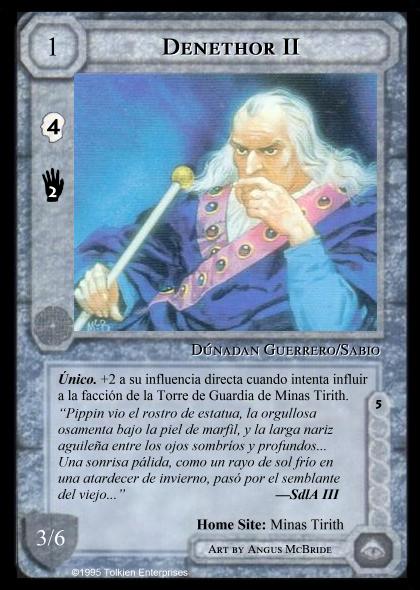 1
DENETHOR II
4
2
DÚNADAN GUERRERO/SABIO
Único. +2 a su influencia directa cuando intenta influir
a la facción de la Torre de Guardia de Minas Tirith.
“Pippin vio el rostro de estatua, la orgullosa
osamenta bajo la piel de marfil, y la larga nariz
aguileña entre los ojos sombríos y profundos...
Una sonrisa pálida, como un rayo de sol frío en
una atardecer de invierno, pasó por el semblante
del viejo...” —SdlA III
5
Home Site: Minas Tirith
3/6
ART BY ANGUS MCBRIDE
©1995 Tolkien Enterprises